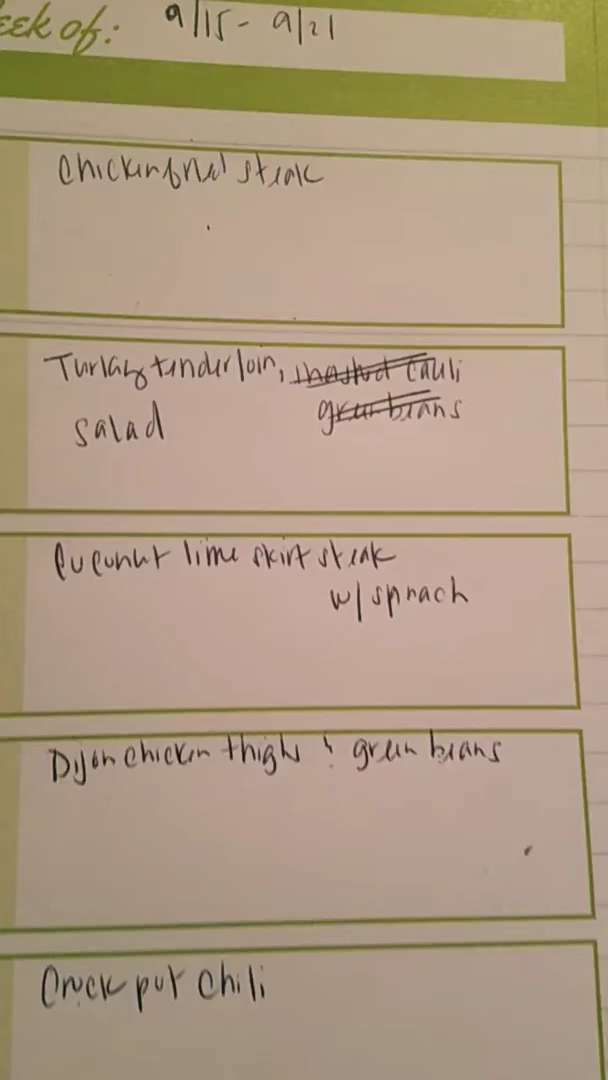 eek of: 9/15 - 9/21
Chicken fried steak
Turkey tenderloin, mashed cauli
salad green beans
Coconut lime skirt steak
w/ spinach
Dijon chicken thighs & green beans
Crock pot chili